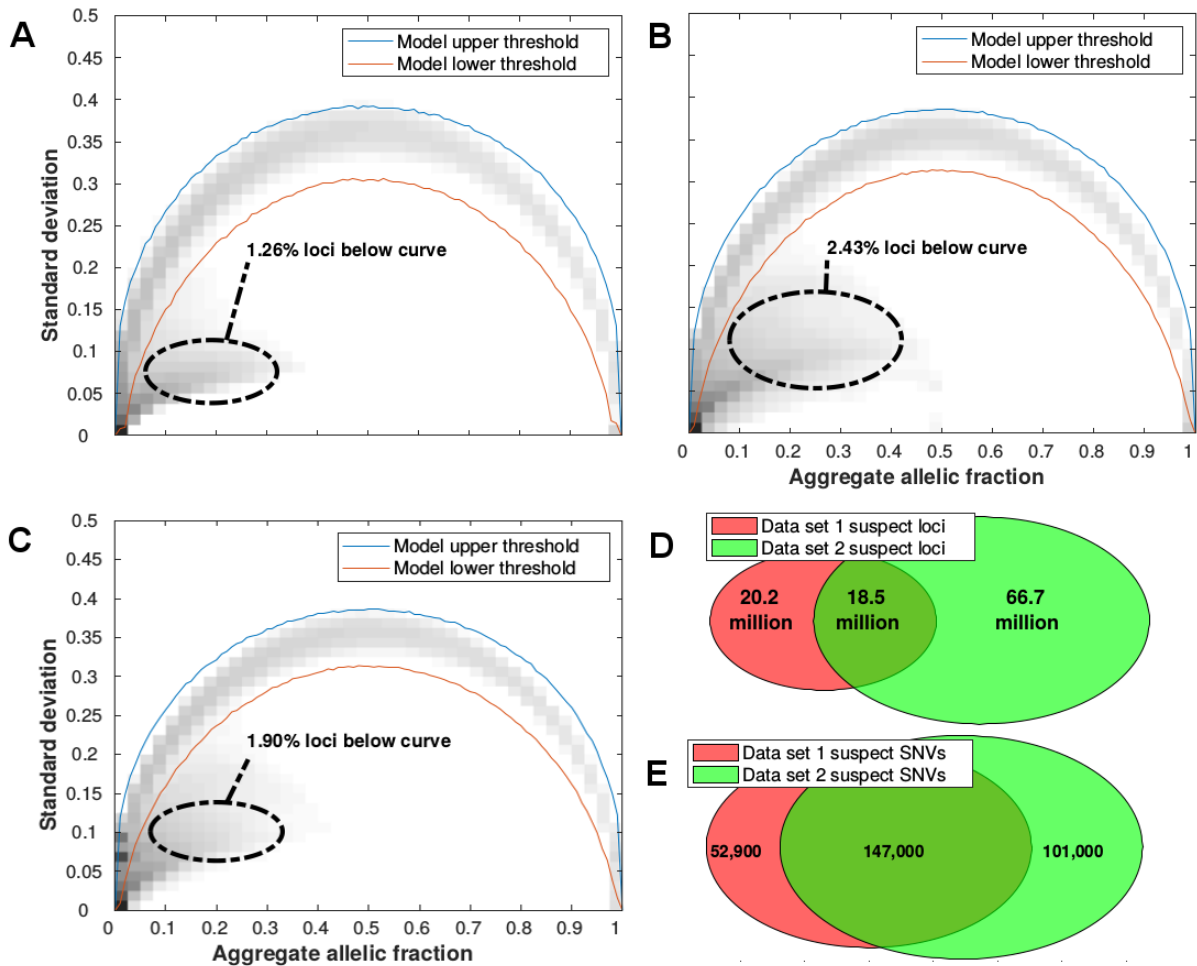 A
0.5
0.45
0.4
0.35
0.3
0.25
0.2
0.15
0.1
0.05
0
Standard deviation
Model upper threshold
Model lower threshold
1.26% loci below curve
B
Model upper threshold
Model lower threshold
2.43% loci below curve
0 0.1 0.2 0.3 0.4 0.5 0.6 0.7 0.8 0.9 1
Aggregate allelic fraction
C
0.5
0.45
0.4
0.35
0.3
0.25
0.2
0.15
0.1
0.05
0
Standard deviation
Model upper threshold
Model lower threshold
1.90% loci below curve
0 0.1 0.2 0.3 0.4 0.5 0.6 0.7 0.8 0.9 1
Aggregate allelic fraction
D
Data set 1 suspect loci
Data set 2 suspect loci
20.2 million
18.5 million
66.7 million
E
Data set 1 suspect SNVs
Data set 2 suspect SNVs
52,900
147,000
101,000